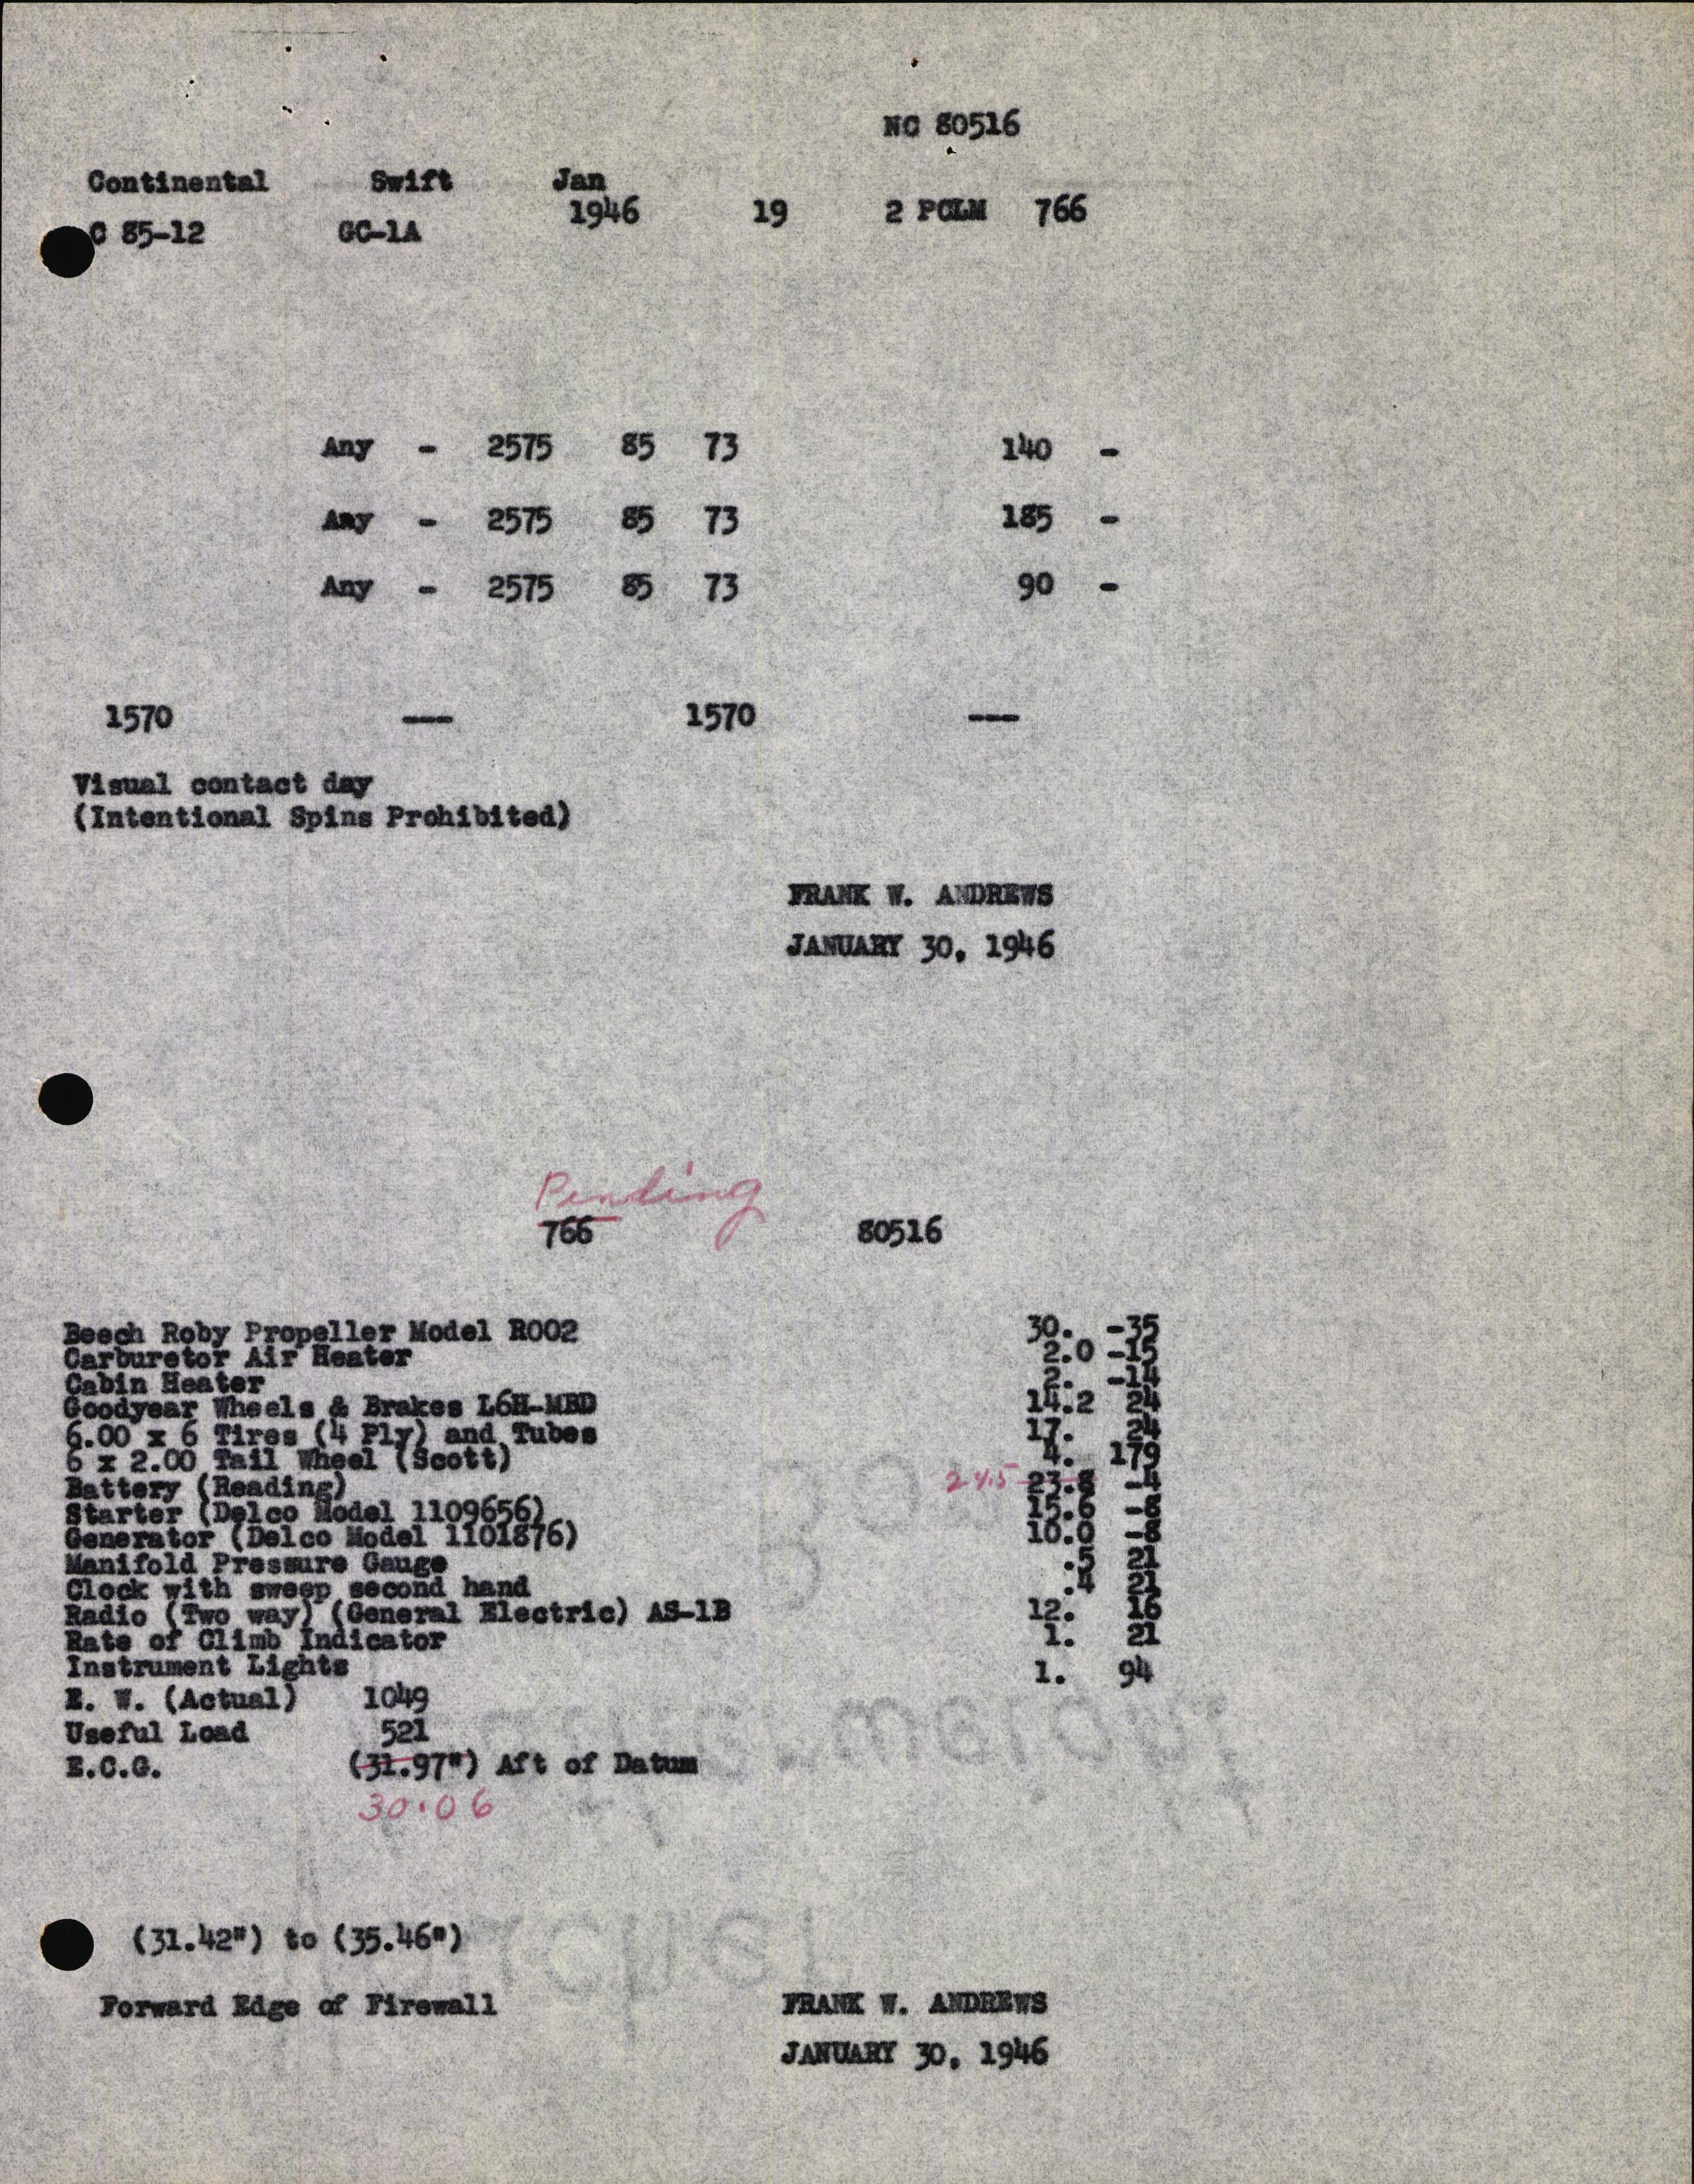 NC 80516
Continental Swift Jan
1946 19 2 PCLM 766
C 85-12 GC-1A
Any - 2575 85 73 140 -
Any - 2575 85 73 185 -
Any - 2575 85 73 90 -
1570 --- 1570 ---
Visual contact day
(Intentional Spins Prohibited)
FRANK W. ANDREWS
JANUARY 30, 1946
Pending
766 80516
Beech Roby Propeller Model R002 30. -35
Carburetor Air Heater 2.0 -15
Cabin Heater 2. -14
Goodyear Wheels & Brakes L6H-MBD 14.2 24
6.00 x 6 Tires (4 Ply) and Tubes 17. 24
6 x 2.00 Tail Wheel (Scott) 4. 179
Battery (Reading) 24.5 23.8 -4
Starter (Delco Model 1109656) 15.6 -8
Generator (Delco Model 1101876) 10.0 -8
Manifold Pressure Gauge .5 21
Clock with sweep second hand .4 21
Radio (Two way) (General Electric) AS-1B 12. 16
Rate of Climb Indicator 1. 21
Instrument Lights 1. 94
E. W. (Actual) 1049
Useful Load 521
E.C.G. (31.97") Aft of Datum
30.06
(31.42") to (35.46")
Forward Edge of Firewall FRANK W. ANDREWS
JANUARY 30, 1946